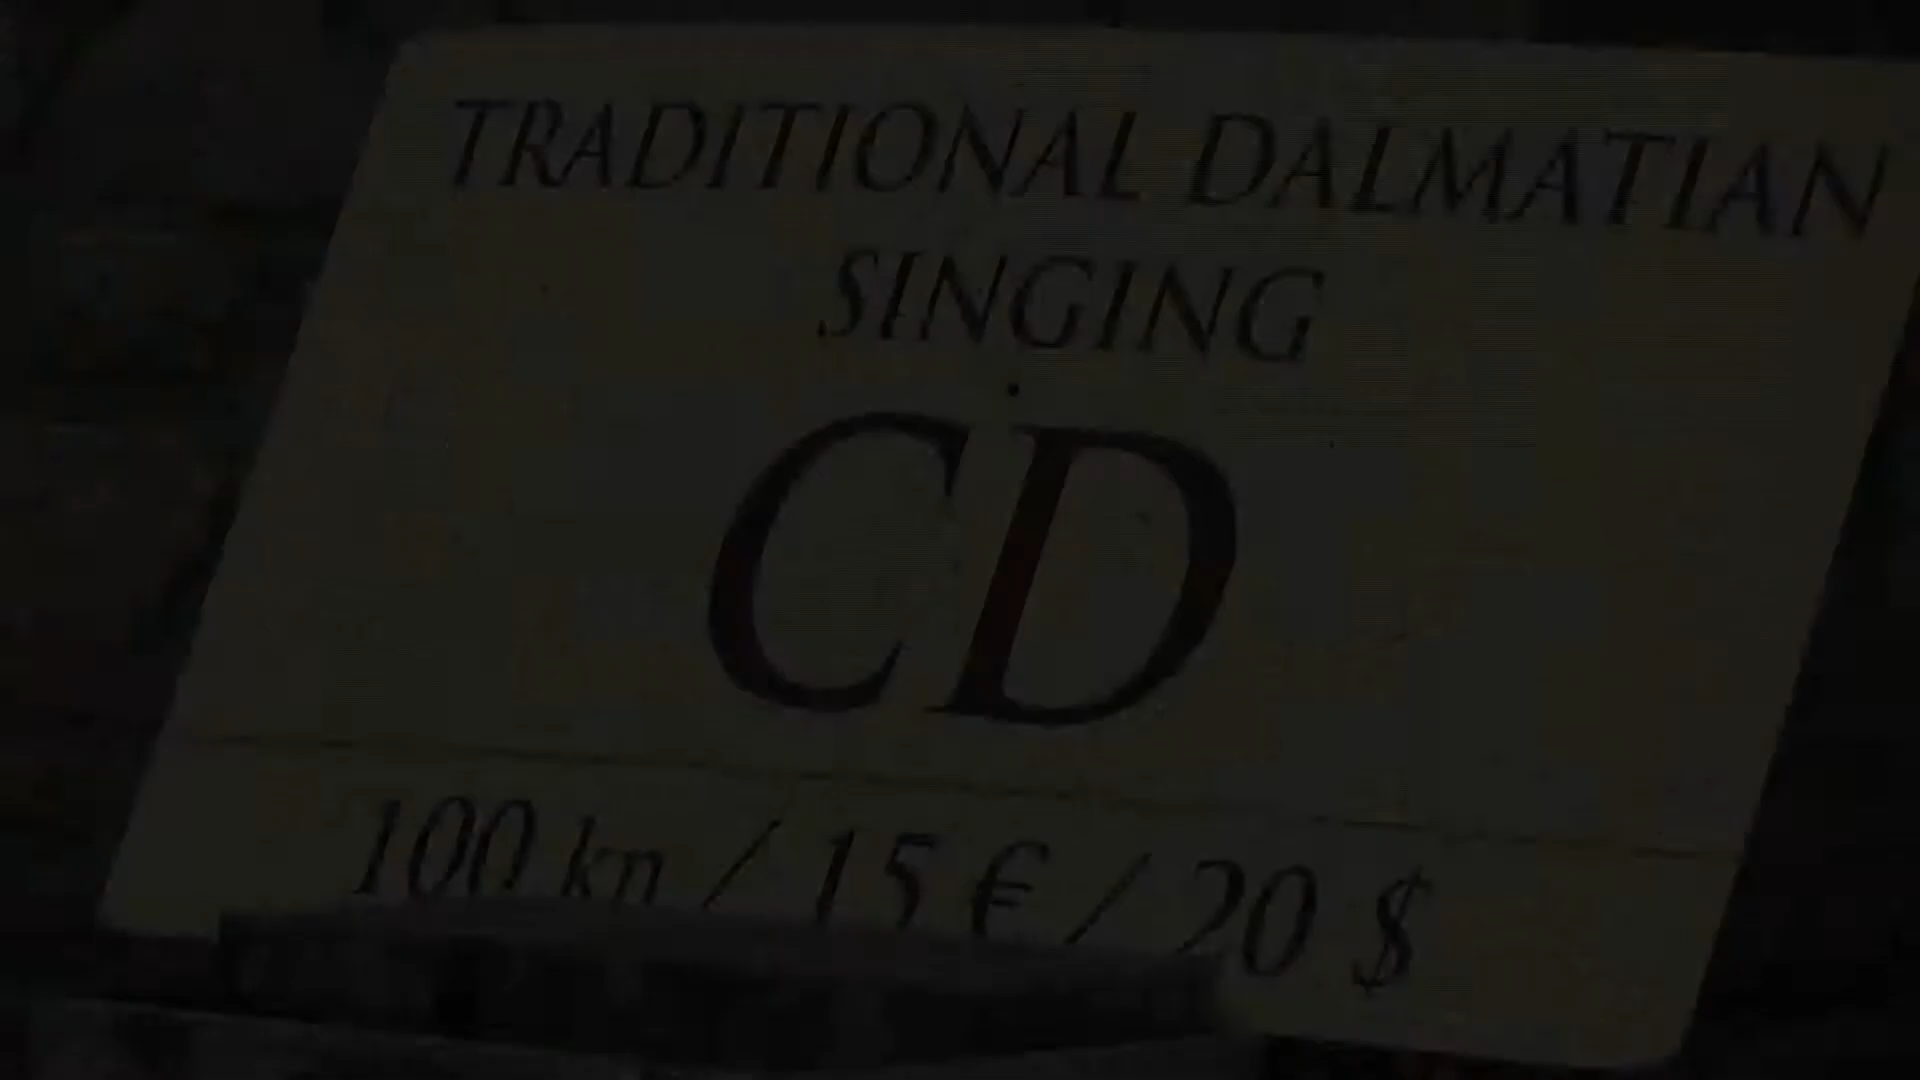 TRADITIONAL DALMATIAN
SINGING
CD
100 kn / 15 € / 20 $